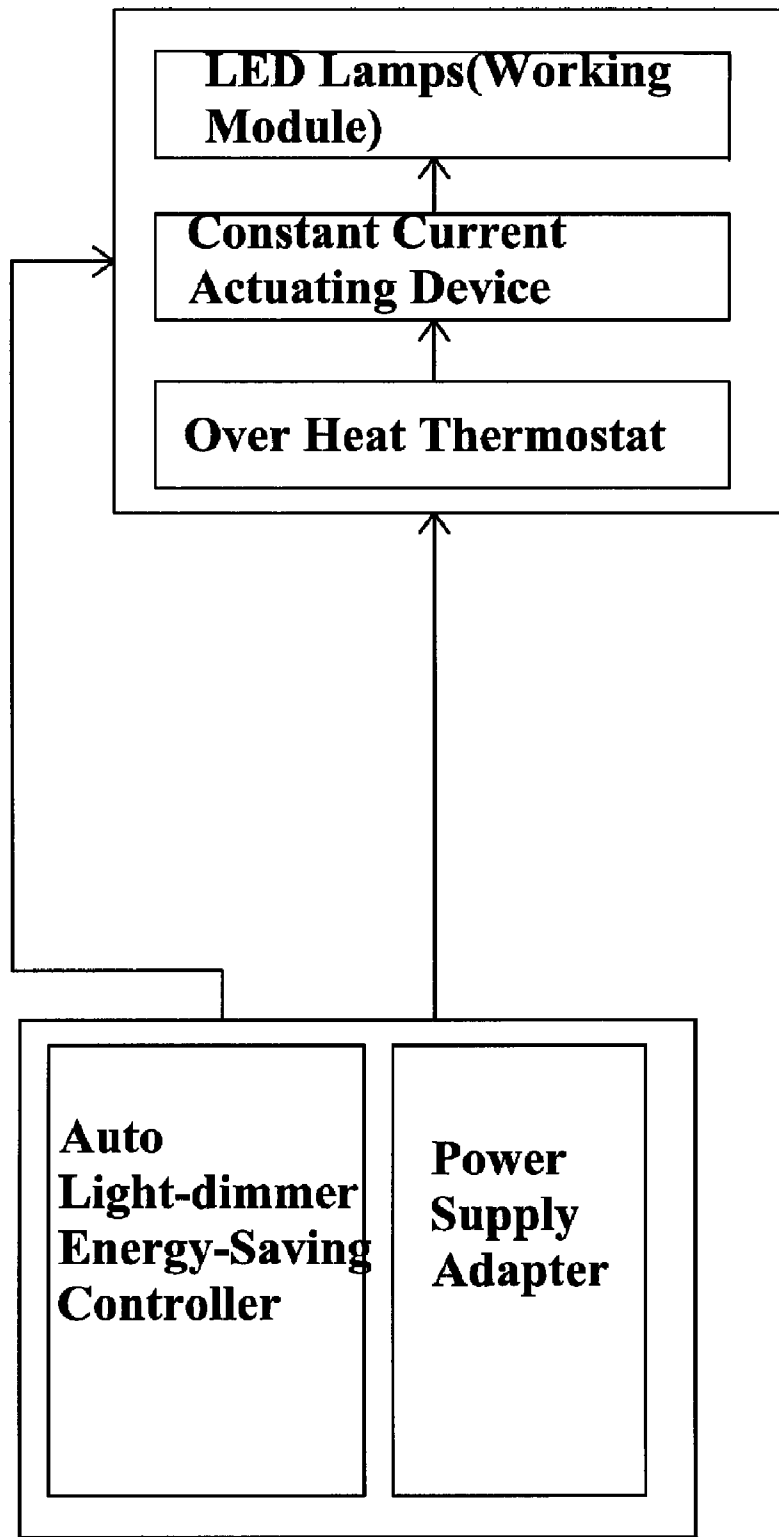 LED Lamps(Working
Module)
Constant Current
Actuating Device
Over Heat Thermostat
Auto
Light-dimmer
Energy-Saving
Controller
Power
Supply
Adapter